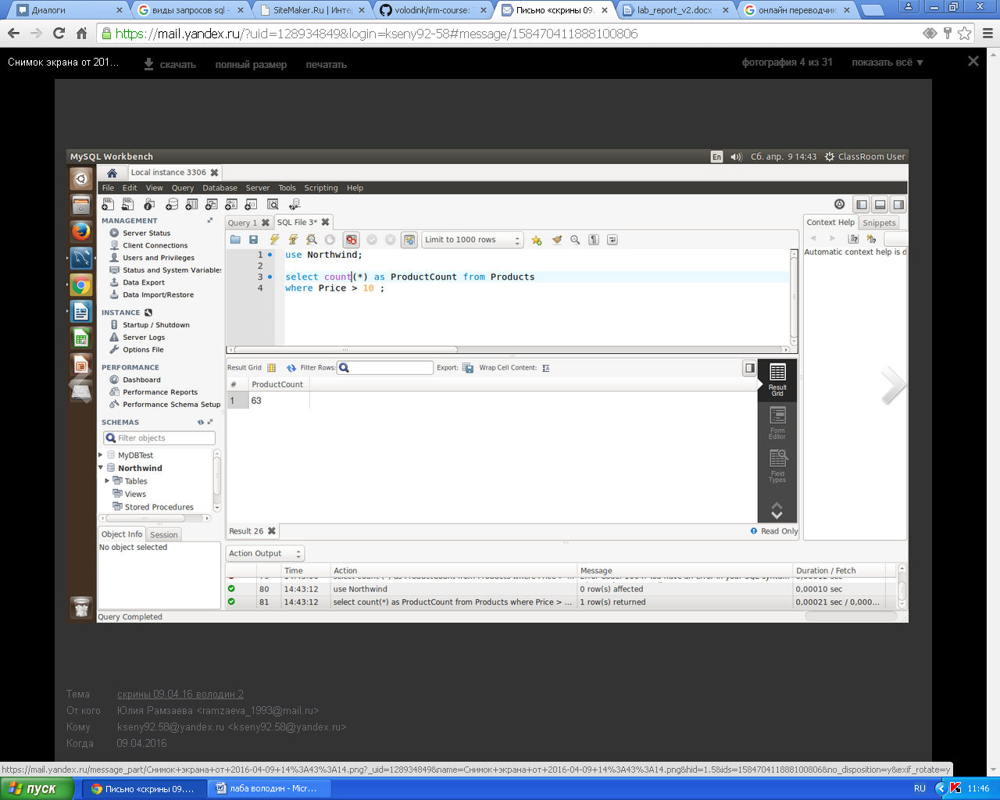 Диалоги
виды запросов sql -
SiteMaker.Ru | Инте
volodink/irm-course:
Письмо «скрины 09.
lab_report_v2.docx -
онлайн переводчик
https://mail.yandex.ru/?uid=128934849&login=kseny92-58#message/158470411888100806
Снимок экрана от 201...
скачать
полный размер
печатать
фотография 4 из 31
показать всё
MySQL Workbench
En
Сб. апр. 9 14:43
ClassRoom User
Local instance 3306
File Edit View Query Database Server Tools Scripting Help
MANAGEMENT
Server Status
Client Connections
Users and Privileges
Status and System Variables
Data Export
Data Import/Restore
INSTANCE
Startup / Shutdown
Server Logs
Options File
PERFORMANCE
Dashboard
Performance Reports
Performance Schema Setup
SCHEMAS
Filter objects
MyDBTest
Northwind
Tables
Views
Stored Procedures
Object Info
Session
No object selected
Query 1
SQL File 3*
Limit to 1000 rows
1 use Northwind;
2
3 select count(*) as ProductCount from Products
4 where Price > 10 ;
Result Grid
Filter Rows:
Export:
Wrap Cell Content:
# ProductCount
1 63
Result
Grid
Form
Editor
Field
Types
Result 26
Read Only
Context Help
Snippets
Automatic context help is d
Action Output
Time Action Message Duration / Fetch
80 14:43:12 use Northwind 0 row(s) affected 0,00010 sec
81 14:43:12 select count(*) as ProductCount from Products where Price > ... 1 row(s) returned 0,00021 sec / 0,000...
Query Completed
Тема скрины 09.04.16 володин 2
От кого Юлия Рамзаева <ramzaeva_1993@mail.ru>
Кому kseny92.58@yandex.ru <kseny92.58@yandex.ru>
Когда 09.04.2016
https://mail.yandex.ru/message_part/Снимок+экрана+от+2016-04-09+14%3A43%3A14.png?_uid=128934849&name=Снимок+экрана+от+2016-04-09+14%3A43%3A14.png&hid=1.5&ids=158470411888100806&no_disposition=y&exif_rotate=y
пуск
Письмо «скрины 09....
лаба володин - Micr...
RU
11:46